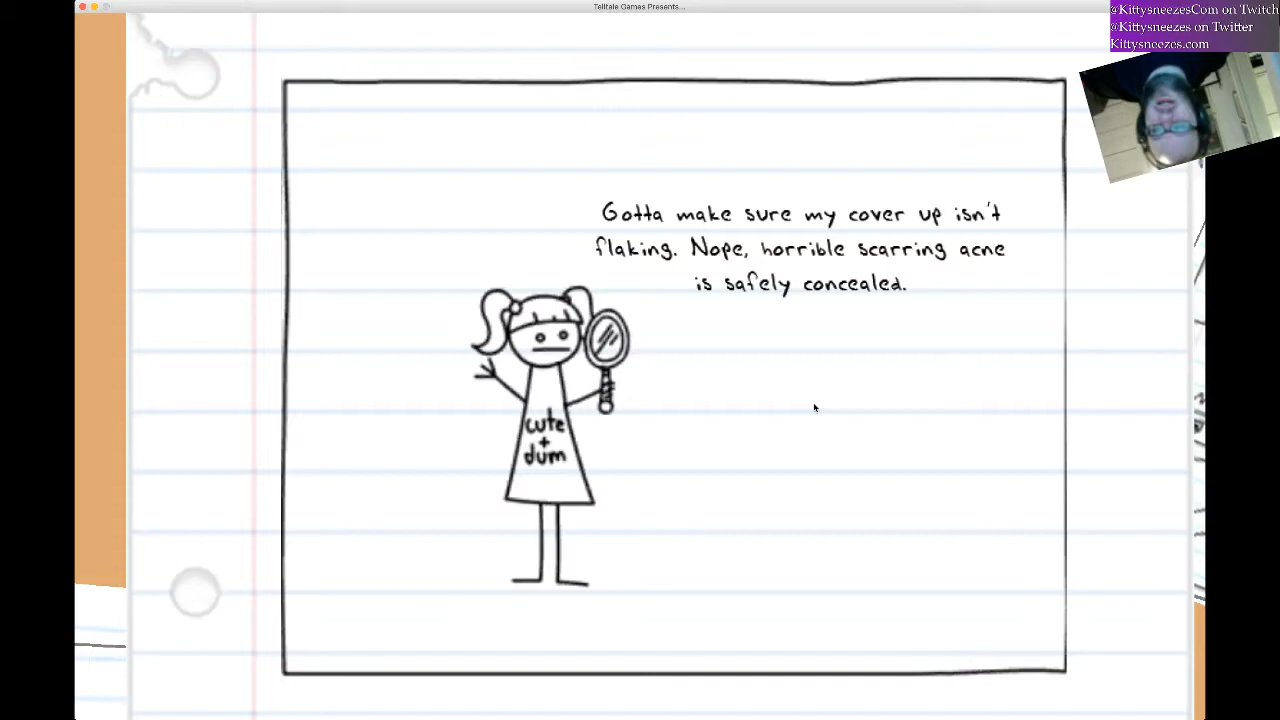 Telltale Games Presents...
@KittysneezesCom on Twitch
@Kittysneezes on Twitter
Kittysneezes.com
Gotta make sure my cover up isn't
flaking. Nope, horrible scarring acne
is safely concealed.
cute
+
dum